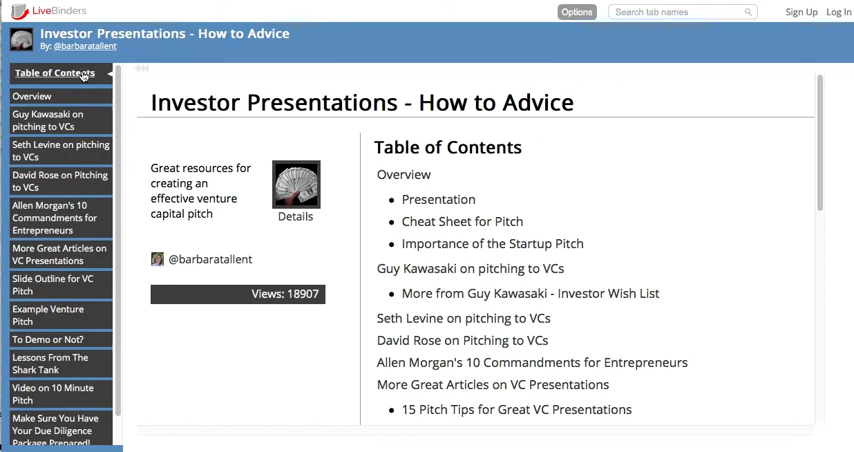 LiveBinders
Options
Search tab names
Sign Up
Log In
Investor Presentations - How to Advice
By: @barbaratallent
Table of Contents
Overview
Guy Kawasaki on
pitching to VCs
Seth Levine on pitching
to VCs
David Rose on Pitching
to VCs
Allen Morgan's 10
Commandments for
Entrepreneurs
More Great Articles on
VC Presentations
Slide Outline for VC
Pitch
Example Venture
Pitch
To Demo or Not?
Lessons From The
Shark Tank
Video on 10 Minute
Pitch
Make Sure You Have
Your Due Diligence
Package Prepared!
Investor Presentations - How to Advice
Great resources for
creating an
effective venture
capital pitch
Details
@barbaratallent
Views: 18907
Table of Contents
Overview
Presentation
Cheat Sheet for Pitch
Importance of the Startup Pitch
Guy Kawasaki on pitching to VCs
More from Guy Kawasaki - Investor Wish List
Seth Levine on pitching to VCs
David Rose on Pitching to VCs
Allen Morgan's 10 Commandments for Entrepreneurs
More Great Articles on VC Presentations
15 Pitch Tips for Great VC Presentations